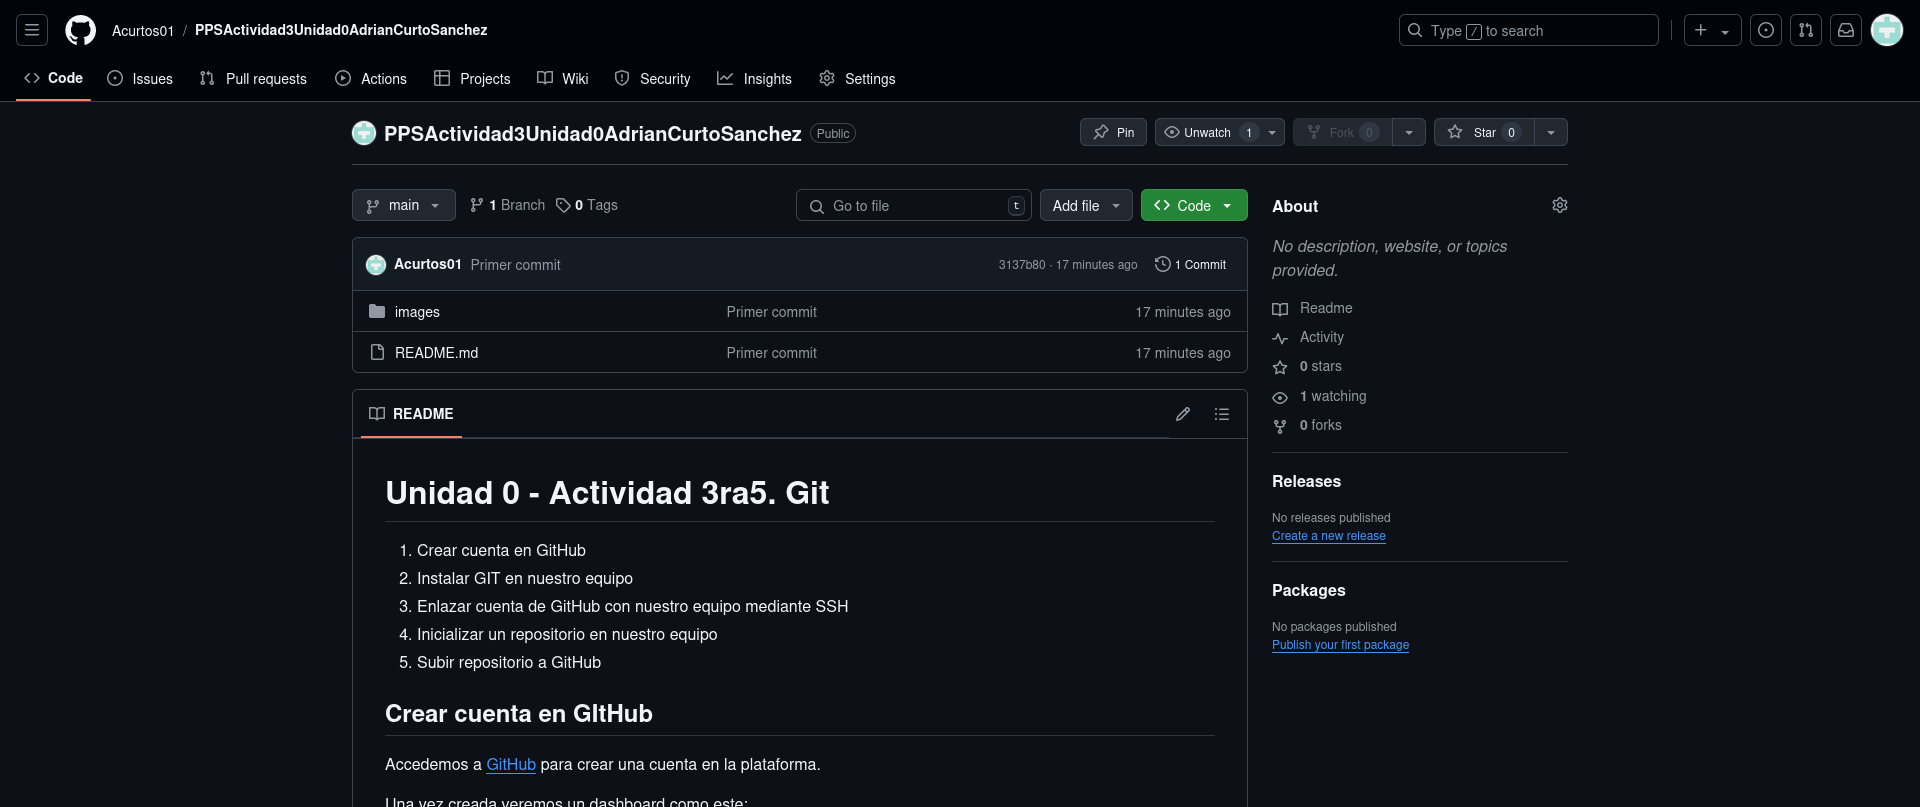 Acurtos01 / PPSActividad3Unidad0AdrianCurtoSanchez
Type / to search
Code Issues Pull requests Actions Projects Wiki Security Insights Settings
PPSActividad3Unidad0AdrianCurtoSanchez Public
Pin Unwatch 1 Fork 0 Star 0
main 1 Branch 0 Tags Go to file t Add file Code
Acurtos01 Primer commit 3137b80 · 17 minutes ago 1 Commit
images Primer commit 17 minutes ago
README.md Primer commit 17 minutes ago
README
Unidad 0 - Actividad 3ra5. Git
1. Crear cuenta en GitHub
2. Instalar GIT en nuestro equipo
3. Enlazar cuenta de GitHub con nuestro equipo mediante SSH
4. Inicializar un repositorio en nuestro equipo
5. Subir repositorio a GitHub
Crear cuenta en GItHub
Accedemos a GitHub para crear una cuenta en la plataforma.
Una vez creada veremos un dashboard como este:
About
No description, website, or topics
provided.
Readme
Activity
0 stars
1 watching
0 forks
Releases
No releases published
Create a new release
Packages
No packages published
Publish your first package